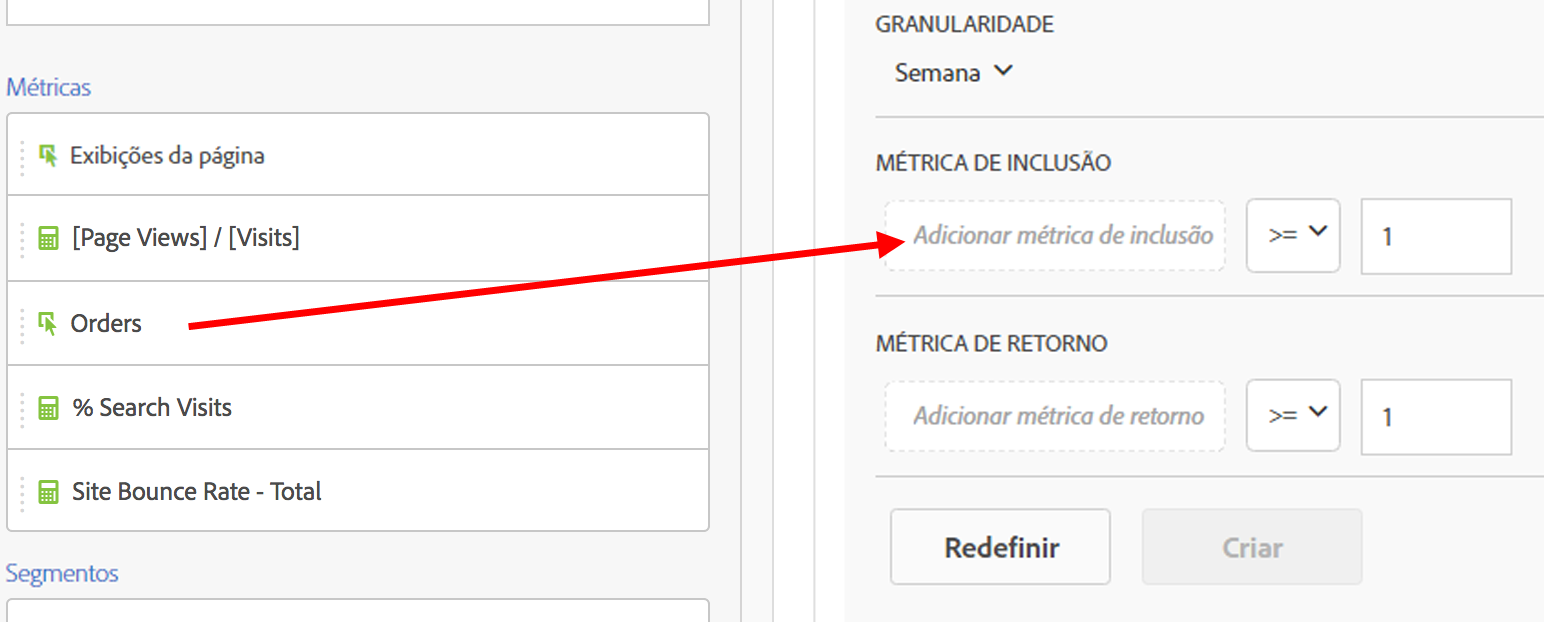 Métricas
Exibições da página
[Page Views] / [Visits]
Orders
% Search Visits
Site Bounce Rate - Total
Segmentos
GRANULARIDADE
Semana
MÉTRICA DE INCLUSÃO
Adicionar métrica de inclusão >= 1
MÉTRICA DE RETORNO
Adicionar métrica de retorno >= 1
Redefinir Criar